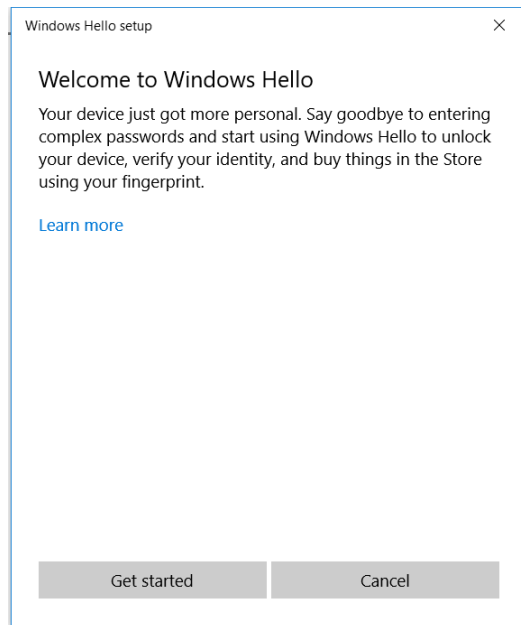 Windows Hello setup
Welcome to Windows Hello
Your device just got more personal. Say goodbye to entering
complex passwords and start using Windows Hello to unlock
your device, verify your identity, and buy things in the Store
using your fingerprint.
Learn more
Get started
Cancel